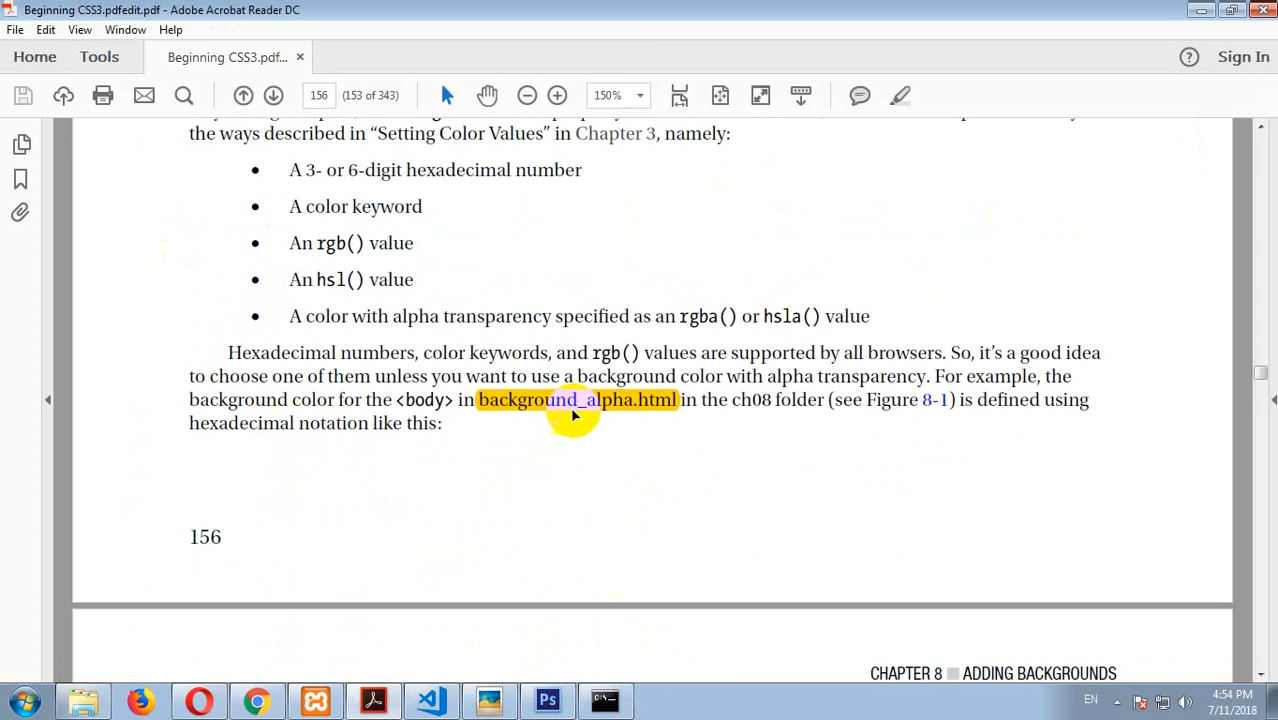 Beginning CSS3.pdfedit.pdf - Adobe Acrobat Reader DC
File Edit View Window Help
Home Tools Beginning CSS3.pdf... × Sign In
156 (153 of 343) 150%
the ways described in “Setting Color Values” in Chapter 3, namely:
• A 3- or 6-digit hexadecimal number
• A color keyword
• An rgb() value
• An hsl() value
• A color with alpha transparency specified as an rgba() or hsla() value
Hexadecimal numbers, color keywords, and rgb() values are supported by all browsers. So, it’s a good idea
to choose one of them unless you want to use a background color with alpha transparency. For example, the
background color for the <body> in background_alpha.html in the ch08 folder (see Figure 8-1) is defined using
hexadecimal notation like this:
156
CHAPTER 8 ■ ADDING BACKGROUNDS
EN 4:54 PM
7/11/2018